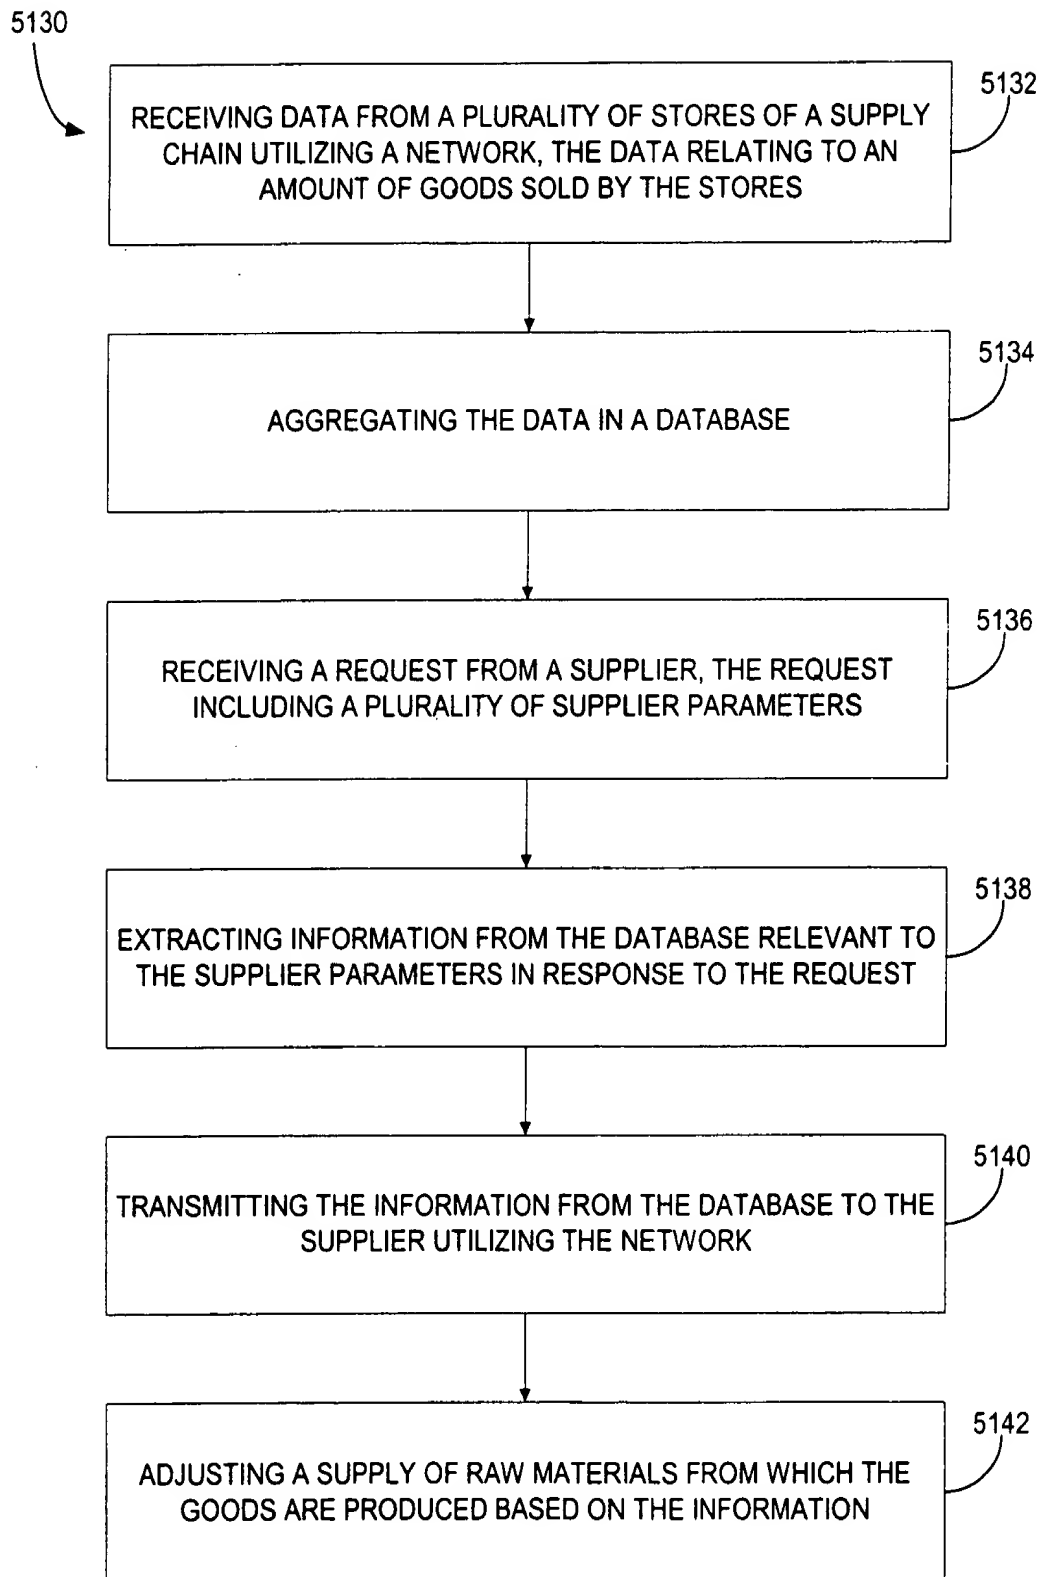 5130
5132
RECEIVING DATA FROM A PLURALITY OF STORES OF A SUPPLY
CHAIN UTILIZING A NETWORK, THE DATA RELATING TO AN
AMOUNT OF GOODS SOLD BY THE STORES
5134
AGGREGATING THE DATA IN A DATABASE
5136
RECEIVING A REQUEST FROM A SUPPLIER, THE REQUEST
INCLUDING A PLURALITY OF SUPPLIER PARAMETERS
5138
EXTRACTING INFORMATION FROM THE DATABASE RELEVANT TO
THE SUPPLIER PARAMETERS IN RESPONSE TO THE REQUEST
5140
TRANSMITTING THE INFORMATION FROM THE DATABASE TO THE
SUPPLIER UTILIZING THE NETWORK
5142
ADJUSTING A SUPPLY OF RAW MATERIALS FROM WHICH THE
GOODS ARE PRODUCED BASED ON THE INFORMATION